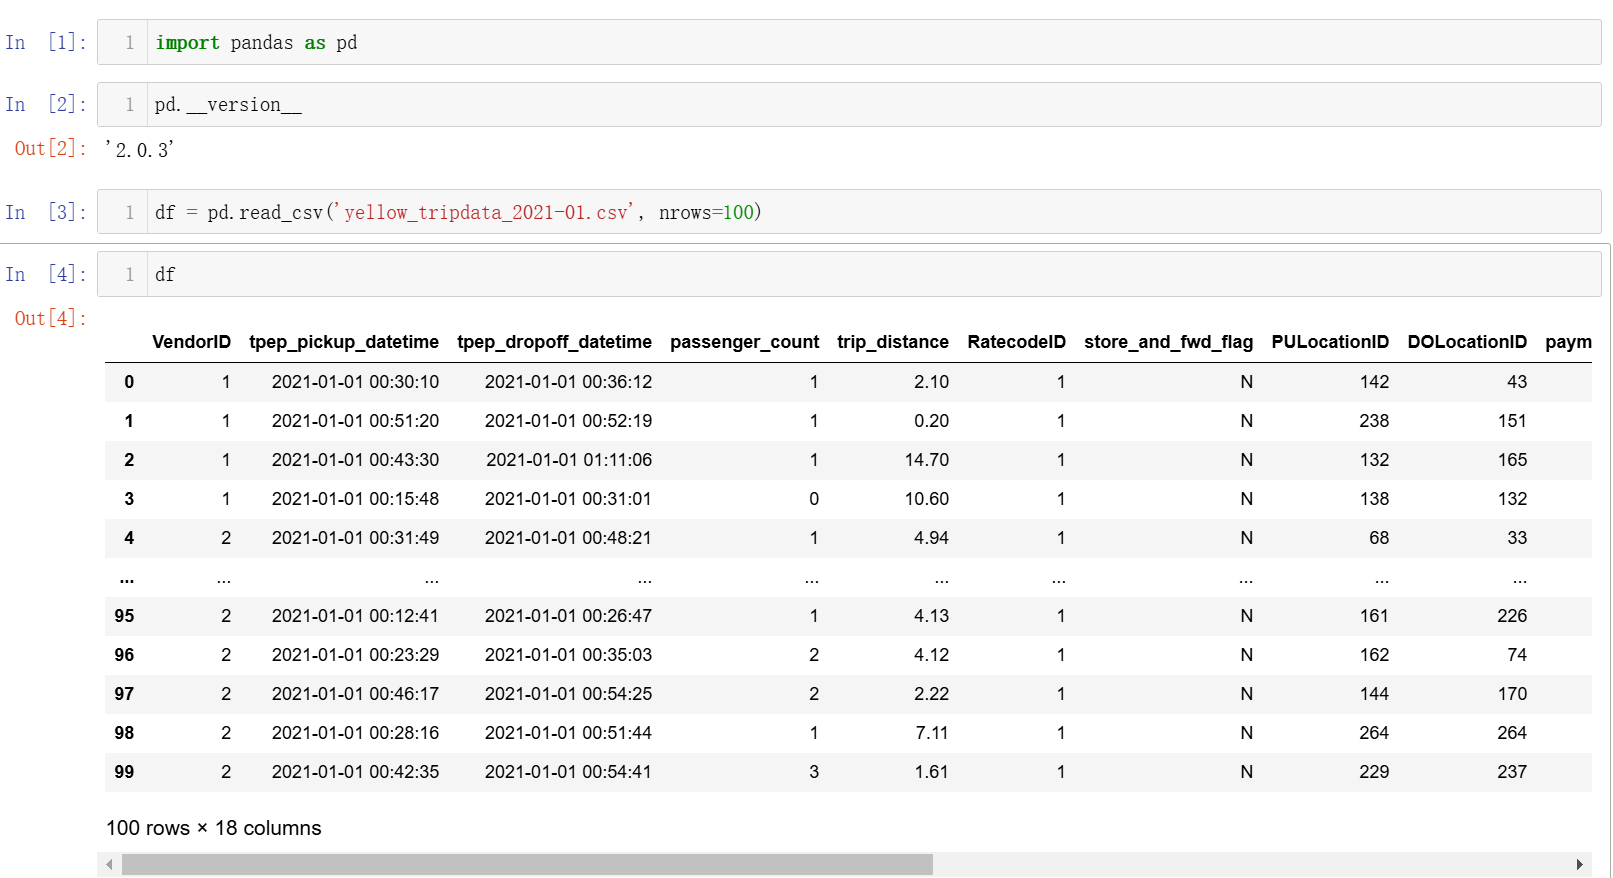 In [1]: 1 import pandas as pd
In [2]: 1 pd.__version__
Out[2]: '2.0.3'
In [3]: 1 df = pd.read_csv('yellow_tripdata_2021-01.csv', nrows=100)
In [4]: 1 df
Out[4]:
VendorID tpep_pickup_datetime tpep_dropoff_datetime passenger_count trip_distance RatecodeID store_and_fwd_flag PULocationID DOLocationID paym
0 1 2021-01-01 00:30:10 2021-01-01 00:36:12 1 2.10 1 N 142 43
1 1 2021-01-01 00:51:20 2021-01-01 00:52:19 1 0.20 1 N 238 151
2 1 2021-01-01 00:43:30 2021-01-01 01:11:06 1 14.70 1 N 132 165
3 1 2021-01-01 00:15:48 2021-01-01 00:31:01 0 10.60 1 N 138 132
4 2 2021-01-01 00:31:49 2021-01-01 00:48:21 1 4.94 1 N 68 33
... ... ... ... ... ... ... ... ... ...
95 2 2021-01-01 00:12:41 2021-01-01 00:26:47 1 4.13 1 N 161 226
96 2 2021-01-01 00:23:29 2021-01-01 00:35:03 2 4.12 1 N 162 74
97 2 2021-01-01 00:46:17 2021-01-01 00:54:25 2 2.22 1 N 144 170
98 2 2021-01-01 00:28:16 2021-01-01 00:51:44 1 7.11 1 N 264 264
99 2 2021-01-01 00:42:35 2021-01-01 00:54:41 3 1.61 1 N 229 237
100 rows × 18 columns